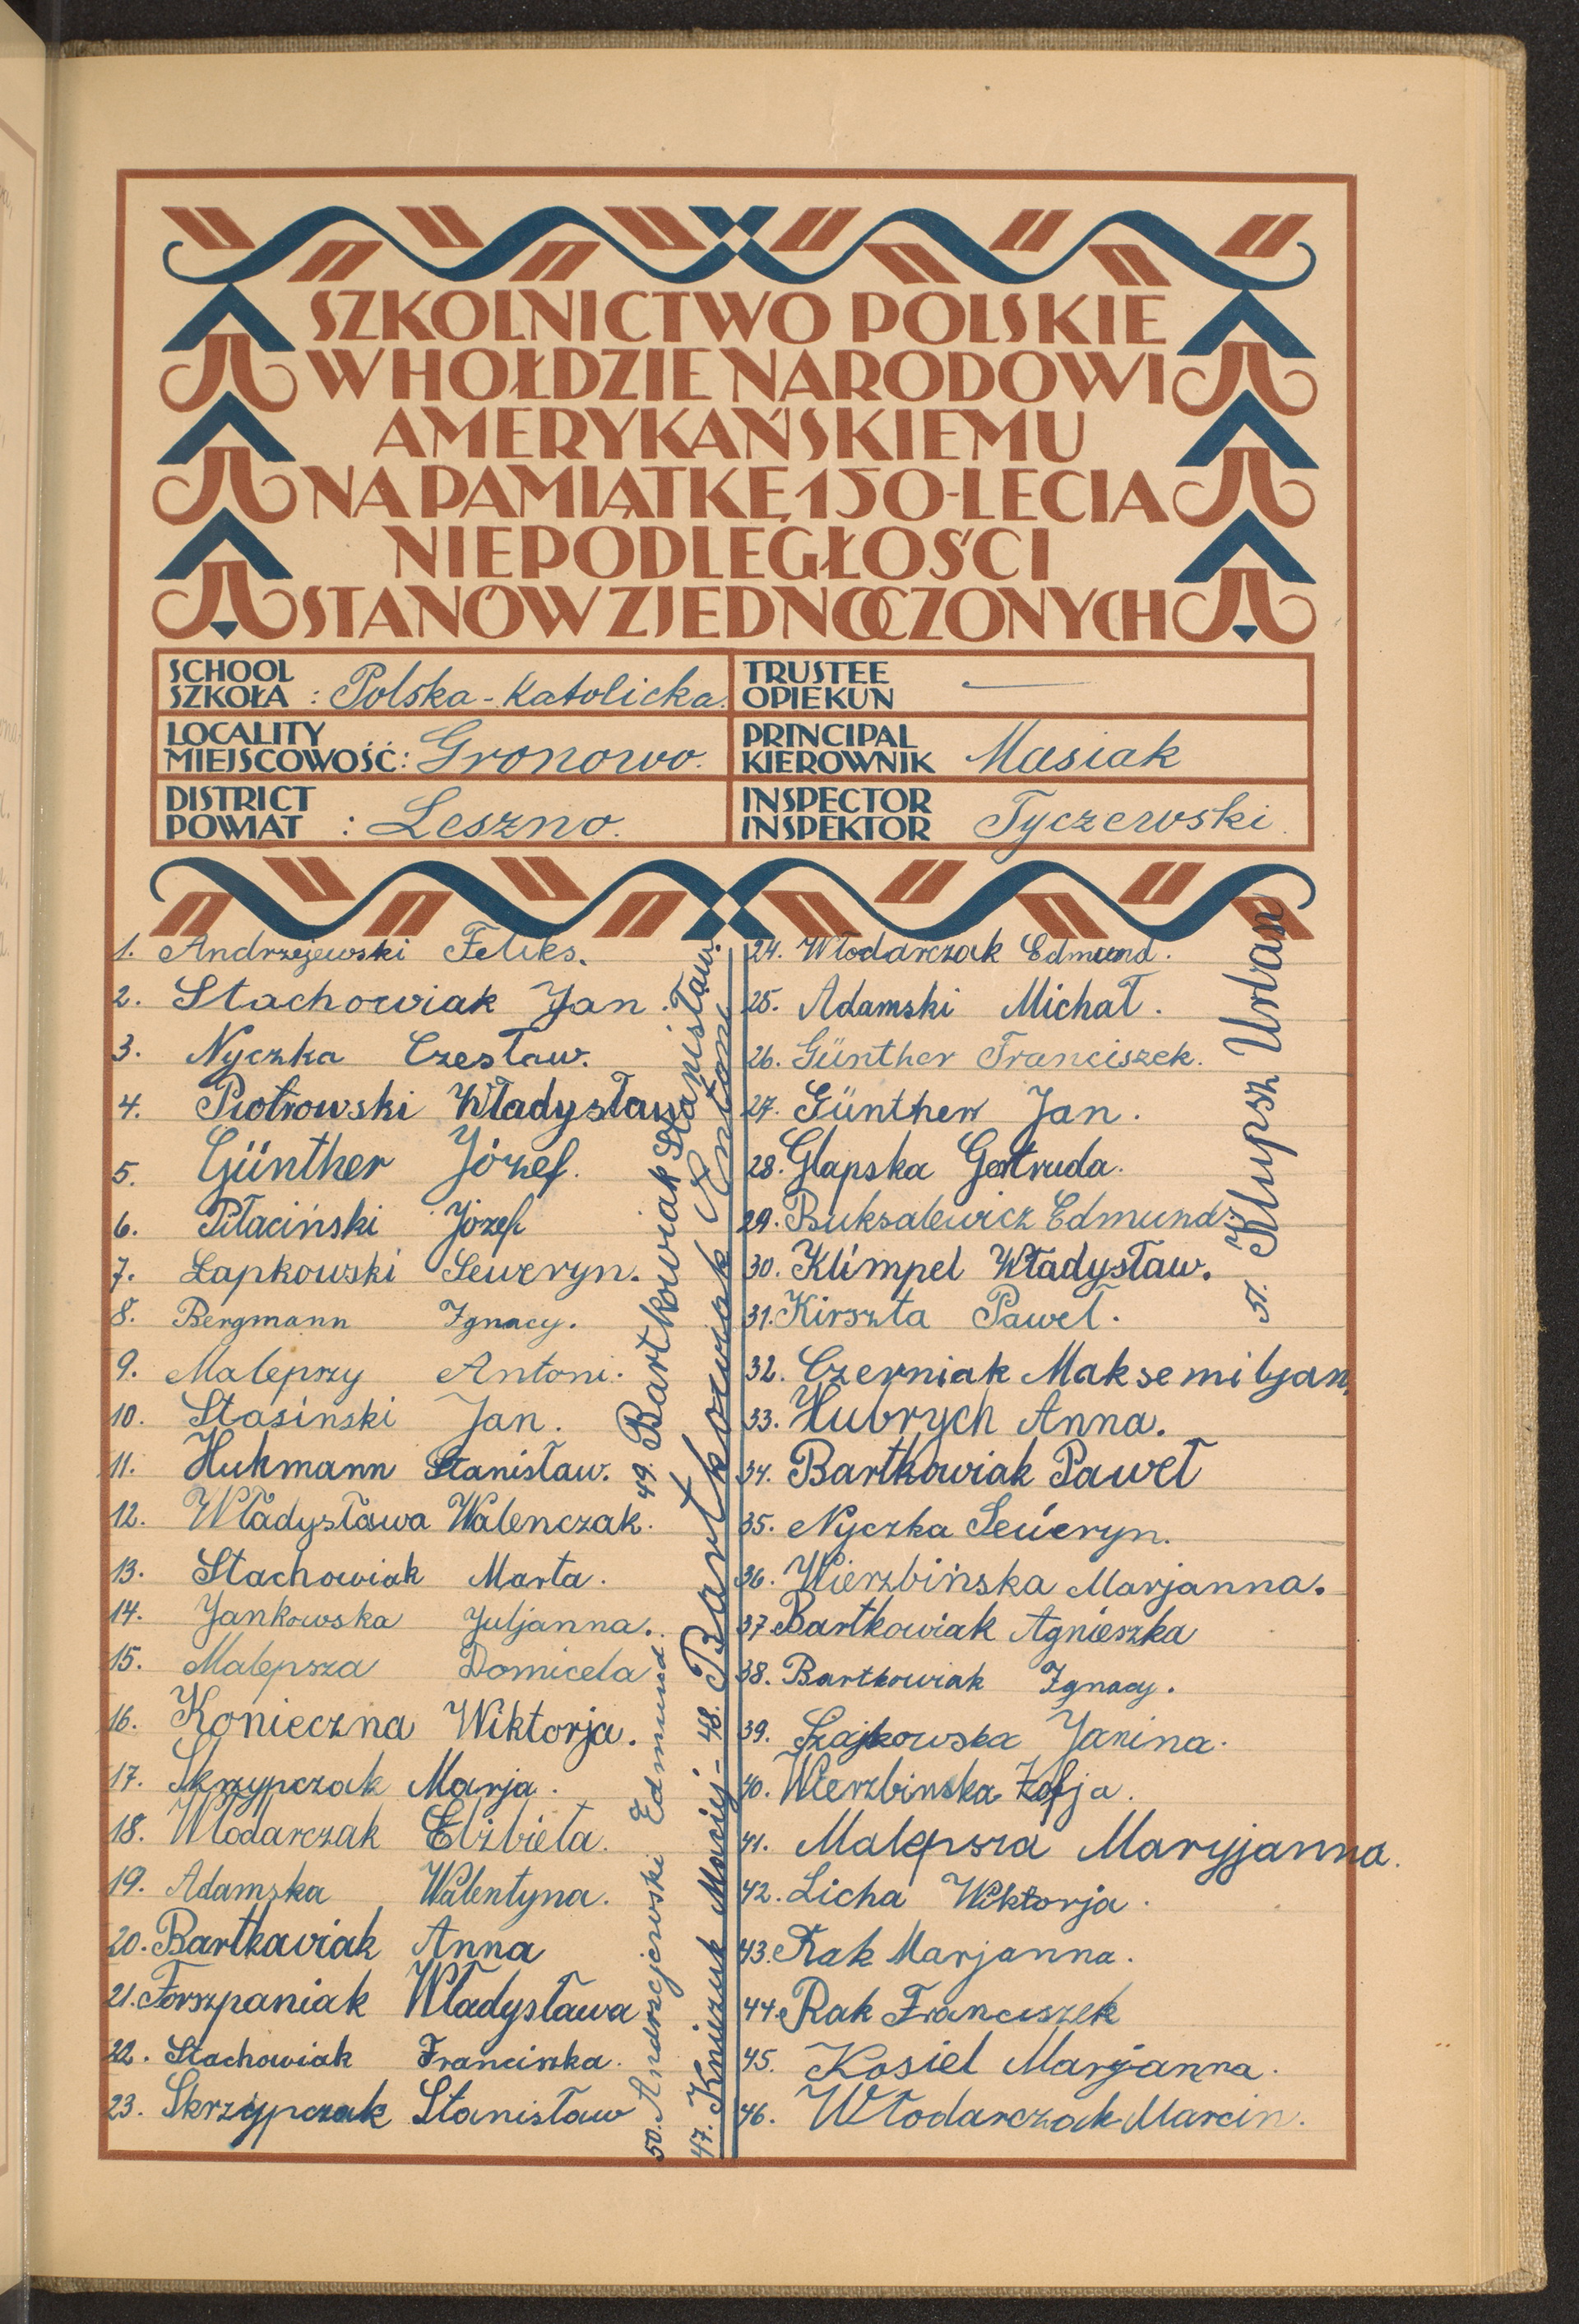 SZKOLNICTWO POLSKIE
W HOŁDZIE NARODOWI
AMERYKAŃSKIEMU
NA PAMIĄTKĘ 150-LECIA
NIEPODLEGŁOŚCI
STANÓW ZJEDNOCZONYCH
SCHOOL
SZKOŁA : Polska-Katolicka.
TRUSTEE
OPIEKUN —
LOCALITY
MIEJSCOWOŚĆ: Gronowo.
PRINCIPAL
KIEROWNIK Masiak
DISTRICT
POWIAT : Leszno.
INSPECTOR
INSPEKTOR Tyczewski.
1. Andrzejewski Feliks.
2. Stachowiak Jan.
3. Nyczka Czesław.
4. Piotrowski Władysław
5. Günther Józef.
6. Piłaciński Józef
7. Łapkowski Seweryn.
8. Bergmann Ignacy.
9. Malepszy Antoni.
10. Stasinski Jan.
11. Hukmann Stanisław.
12. Władysława Walenczak.
13. Stachowiak Marta.
14. Jankowska Juljanna.
15. Malepsza Domicela
16. Konieczna Wiktorja.
17. Skrzypczak Marja.
18. Włodarczak Elżbieta.
19. Adamska Walentyna.
20. Bartkowiak Anna
21. Forszpaniak Władysława
22. Stachowiak Franciszka.
23. Skrzypczak Stanisław
24. Włodarczak Edmund.
25. Adamski Michał.
26. Günther Franciszek.
27. Günther Jan.
28. Glapska Gertruda.
29. Buksalewicz Edmund
30. Klimpel Władysław.
31. Kirszta Paweł.
32. Czerniak Maksemiljan.
33. Hubrych Anna.
34. Bartkowiak Paweł
35. Nyczka Seweryn.
36. Wierzbińska Marjanna.
37. Bartkowiak Agnieszka
38. Bartkowiak Ignacy.
39. Szajkowska Janina.
40. Wierzbinska Zofja.
41. Malepsza Maryjanna.
42. Licha Wiktorja.
43. Rak Marjanna.
44. Rak Franciszek
45. Kosiel Marjanna.
46. Włodarczak Marcin.
47. Maciej - 48. Bartkowiak Antoni
49. Bartkowiak Stanisław.
50. Andrzejewski Edmund
51. Klupsz Urban